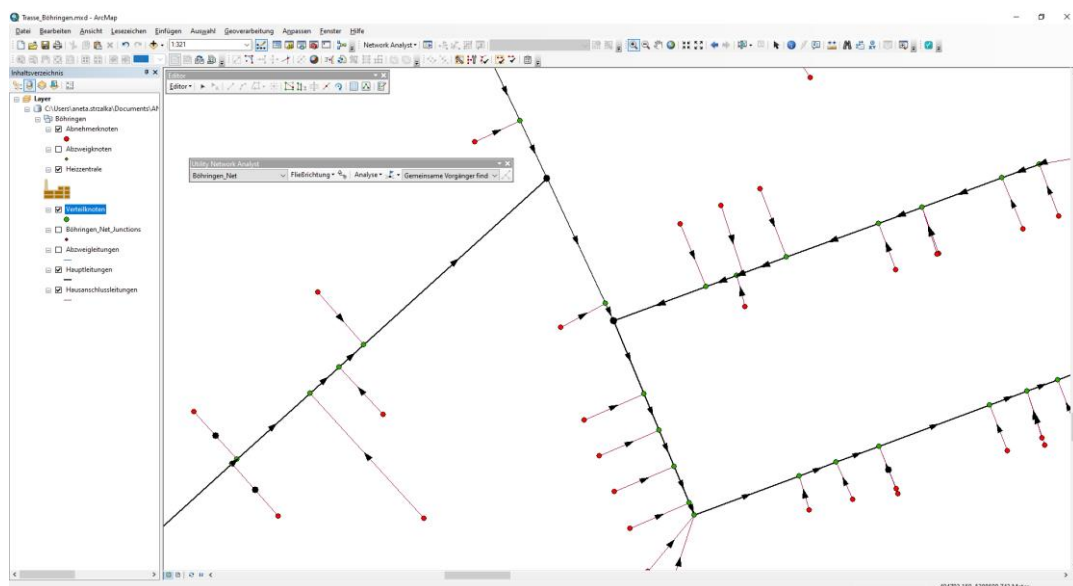 Trasse_Böhringen.mxd - ArcMap
Datei Bearbeiten Ansicht Lesezeichen Einfügen Auswahl Geoverarbeitung Anpassen Fenster Hilfe
1:321
Network Analyst
Inhaltsverzeichnis
Editor
Editor
Layer
C:\Users\aneta.strzalka\Documents\AF
Böhringen
Abnehmerknoten
Abzweigknoten
Heizzentrale
Verteilknoten
Böhringen_Net_Junctions
Abzweigleitungen
Hauptleitungen
Hausanschlussleitungen
Utility Network Analyst
Böhringen_Net
Fließrichtung
Analyse
Gemeinsame Vorgänger find